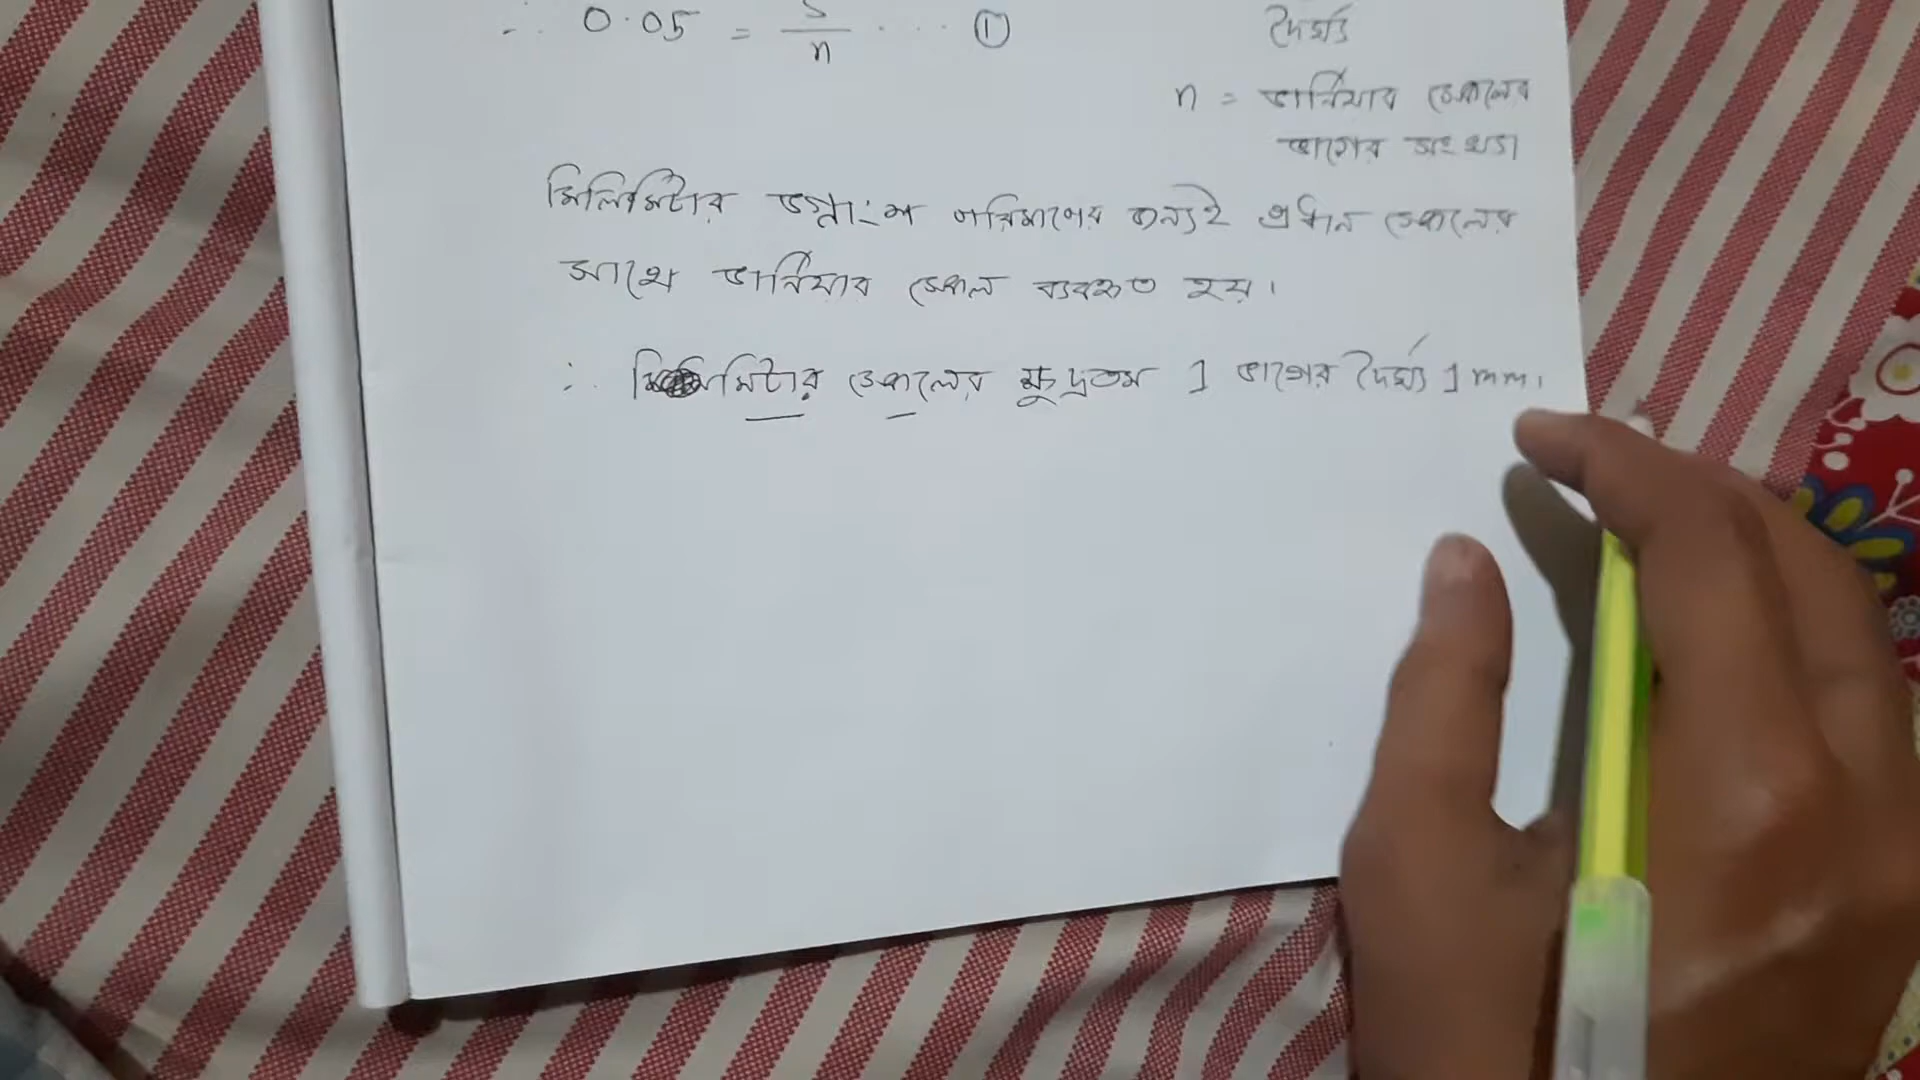 ∴ 0.05 = s/n ... ①
দৈর্ঘ্য
n = ভার্নিয়ার স্কেলের
ভাগের সংখ্যা
মিলিমিটার ভগ্নাংশ পরিমাপের জন্যই প্রধান স্কেলের
সাথে ভার্নিয়ার স্কেল ব্যবহৃত হয়।
∴ মিটার স্কেলের ক্ষুদ্রতম 1 ভাগের দৈর্ঘ্য 1 mm।